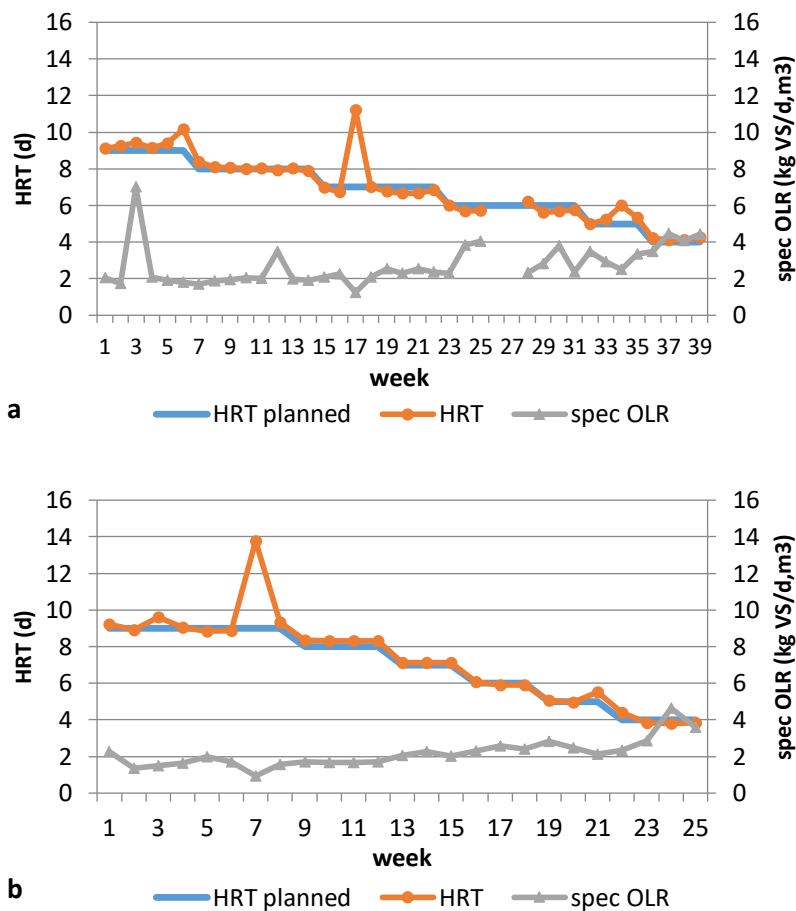 16 16
14 14
12 12
10 10
8 8
6 6
4 4
2 2
0 0
HRT (d)
spec OLR (kg VS/d,m3)
1 3 5 7 9 11 13 15 17 19 21 23 25 27 29 31 33 35 37 39
week
a
HRT planned HRT spec OLR
16 16
14 14
12 12
10 10
8 8
6 6
4 4
2 2
0 0
HRT (d)
spec OLR (kg VS/d,m3)
1 3 5 7 9 11 13 15 17 19 21 23 25
week
b
HRT planned HRT spec OLR